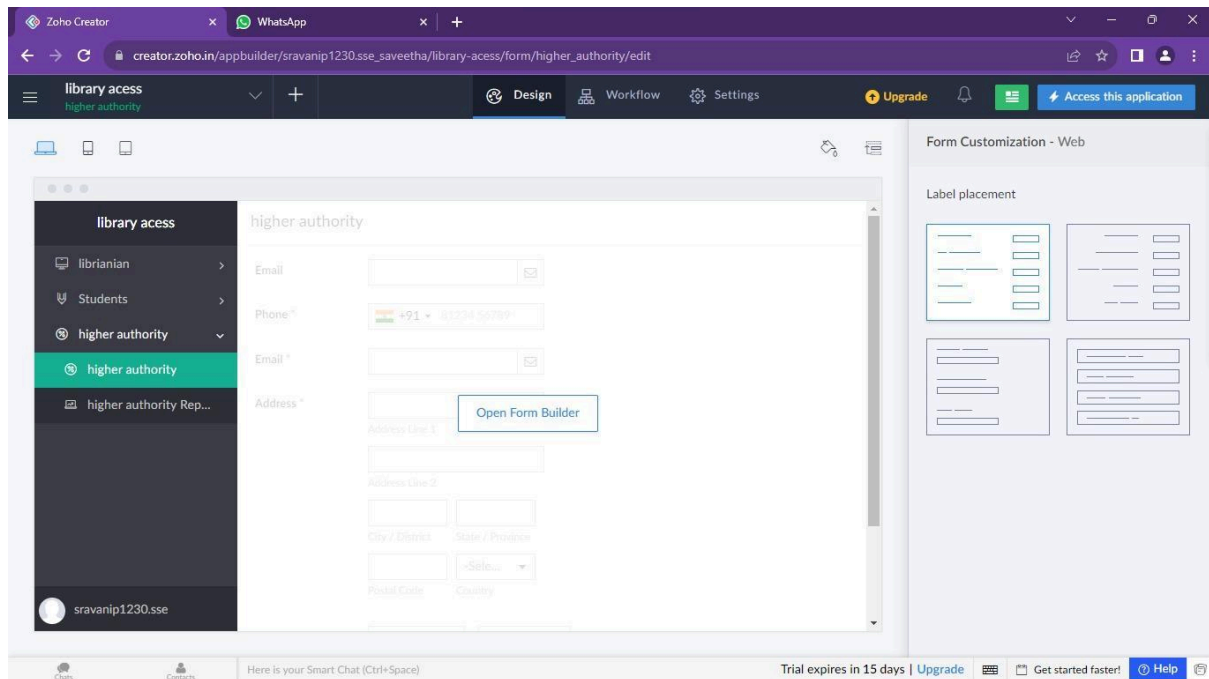 Zoho Creator
WhatsApp
creator.zoho.in/appbuilder/sravanip1230.sse_saveetha/library-acess/form/higher_authority/edit
library acess
higher authority
Design
Workflow
Settings
Upgrade
Access this application
Form Customization - Web
Label placement
library acess
librianian
Students
higher authority
higher authority
higher authority Rep...
sravanip1230.sse
higher authority
Email
Phone *
+91
81234 56789
Email *
Address *
Open Form Builder
Address Line 1
Address Line 2
City / District State / Province
-Sele...
Postal Code Country
Chats
Contacts
Here is your Smart Chat (Ctrl+Space)
Trial expires in 15 days | Upgrade
Get started faster!
Help